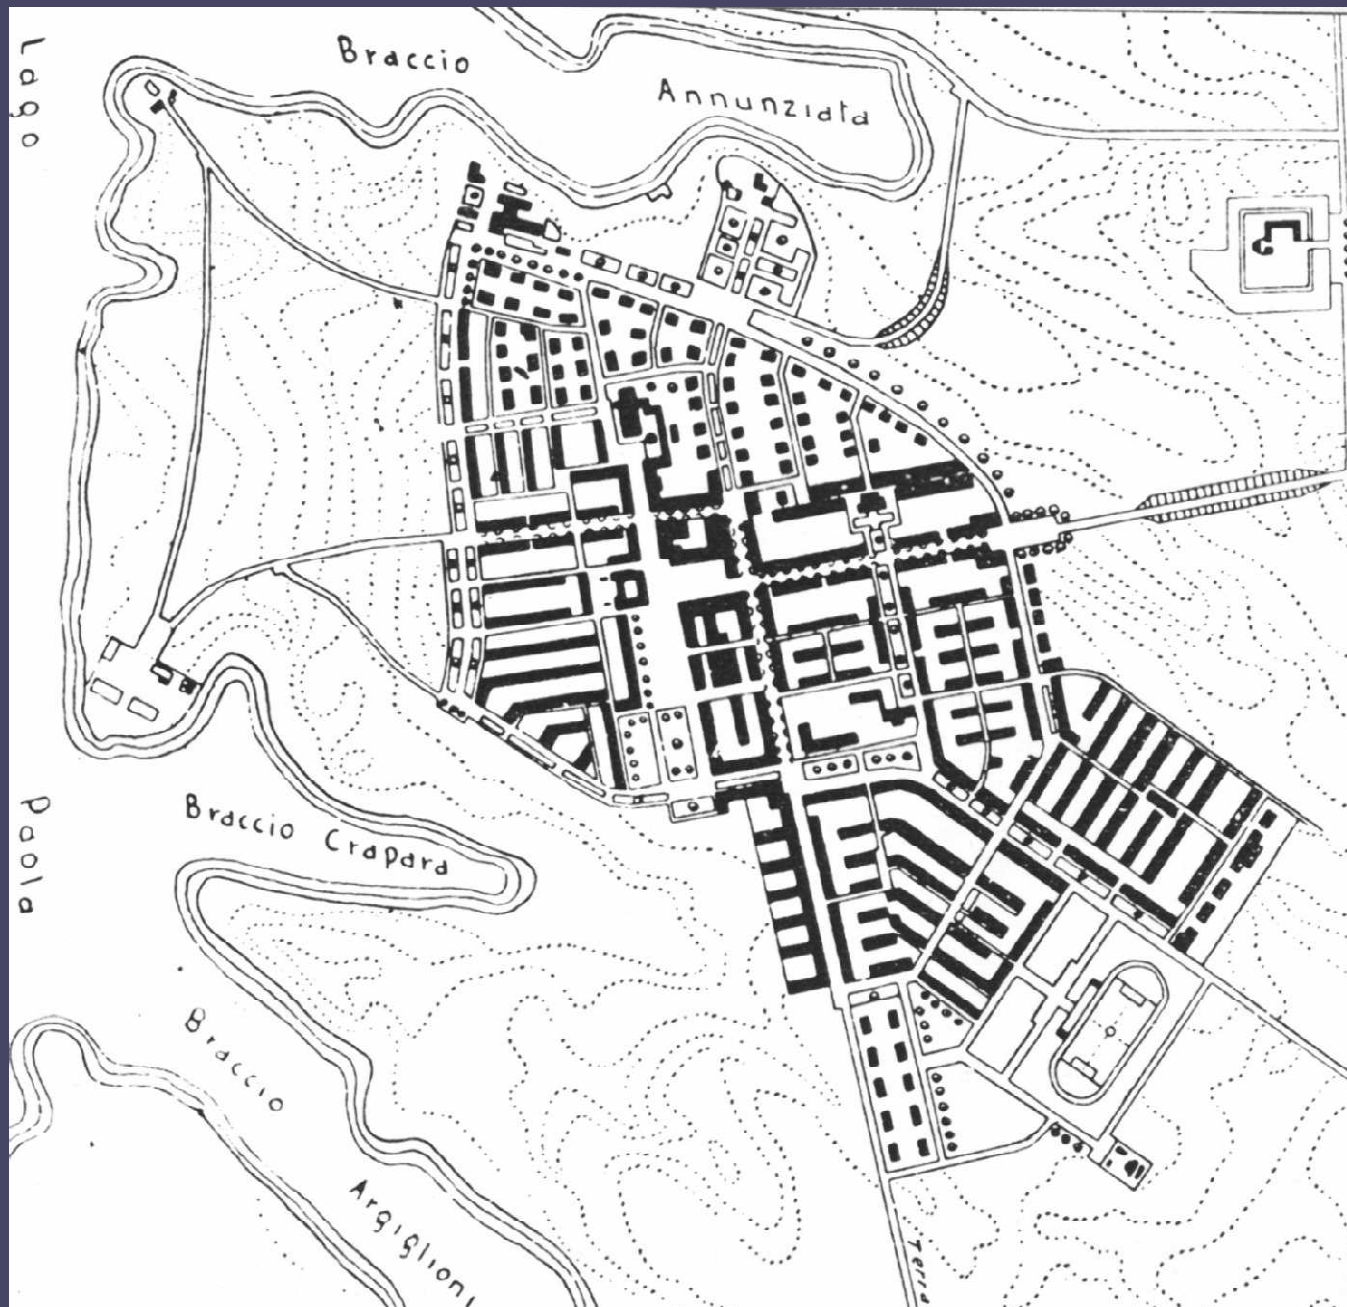 Lago
Braccio
Annunziata
Paola
Braccio Crapara
Braccio
Argiglioni
Terra